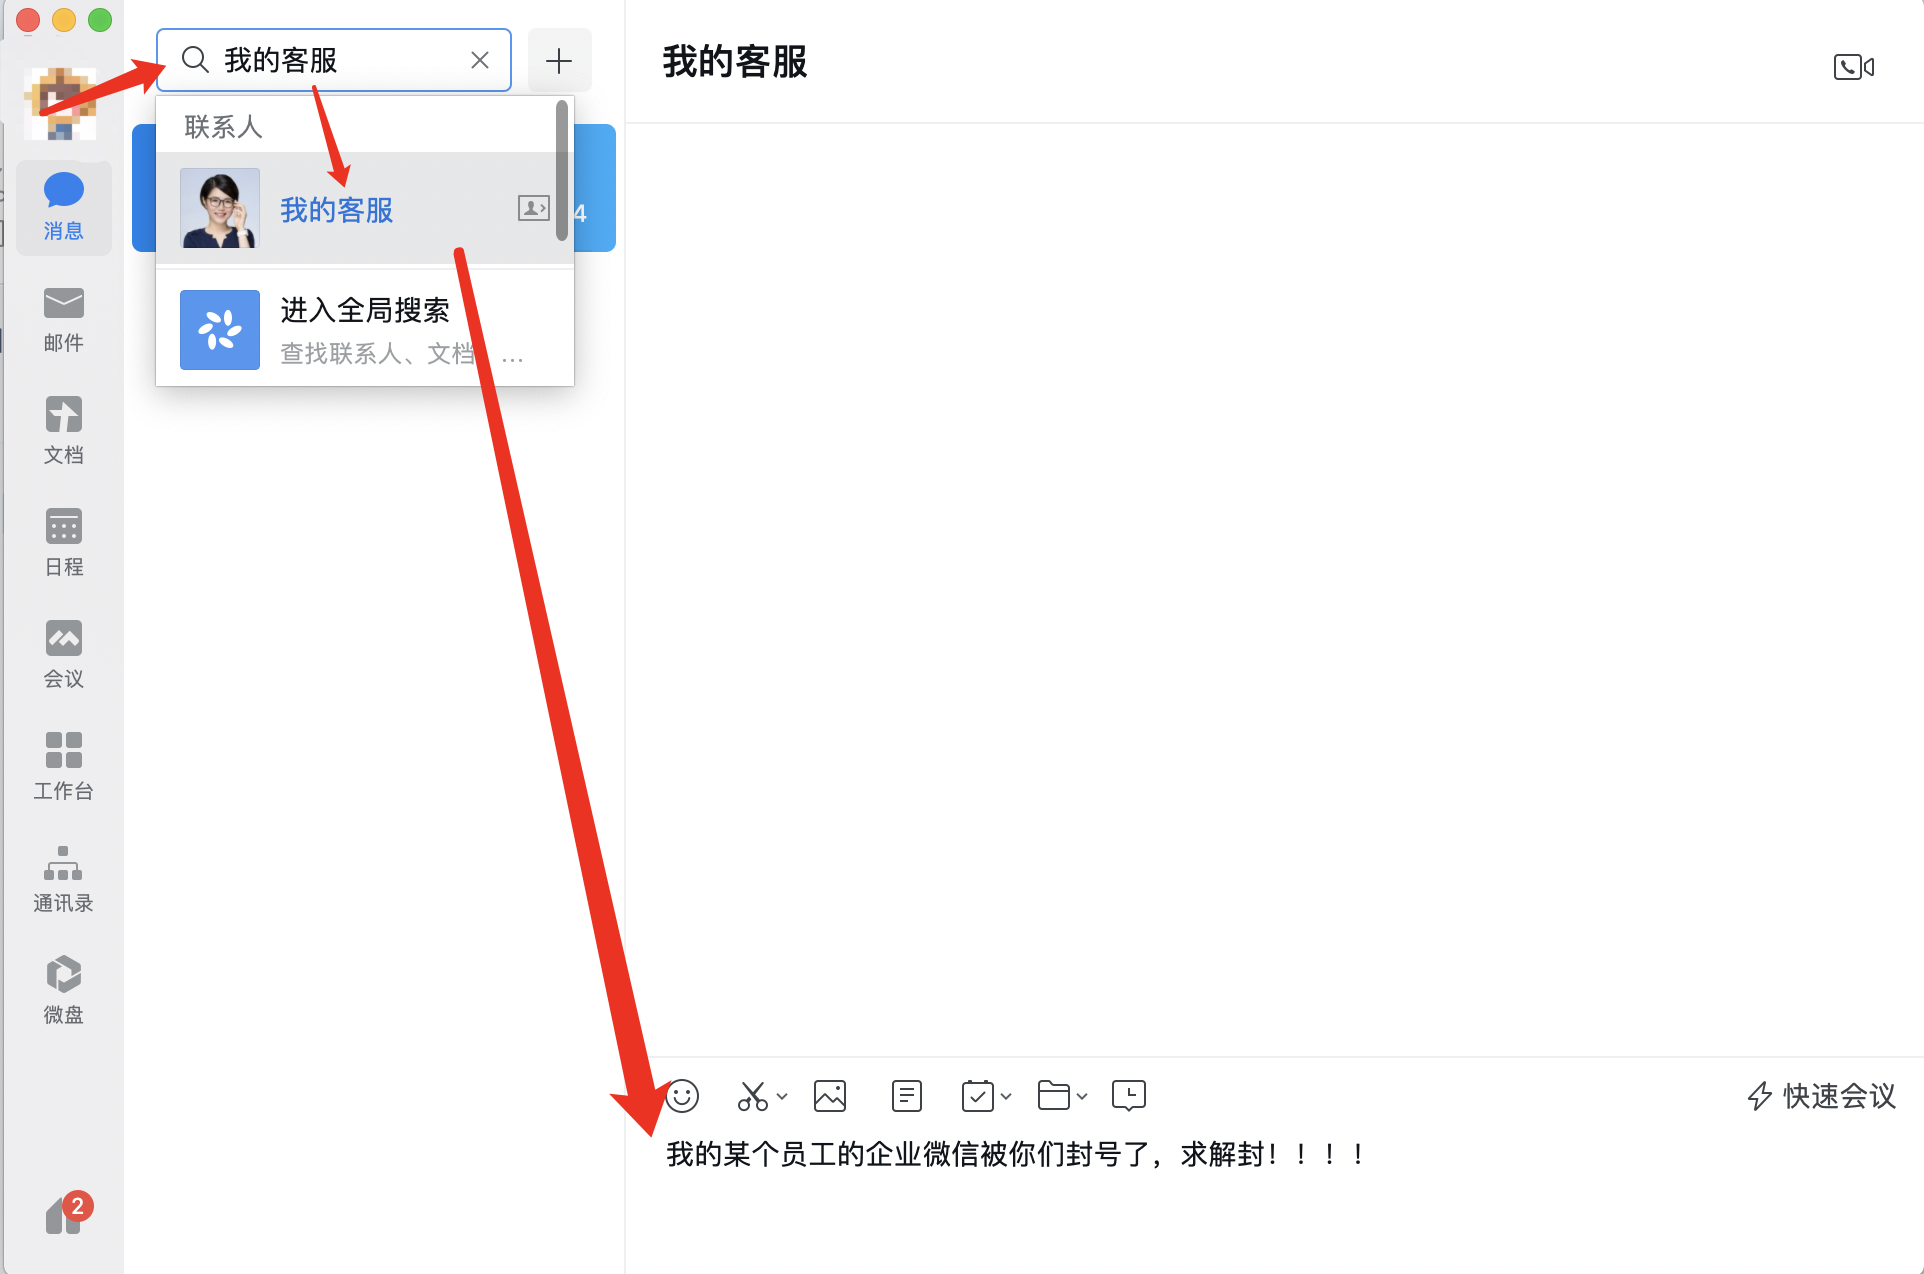 我的客服
联系人
我的客服
4
进入全局搜索
查找联系人、文档 ...
消息
邮件
文档
日程
会议
工作台
通讯录
微盘
2
我的客服
快速会议
我的某个员工的企业微信被你们封号了，求解封！！！！